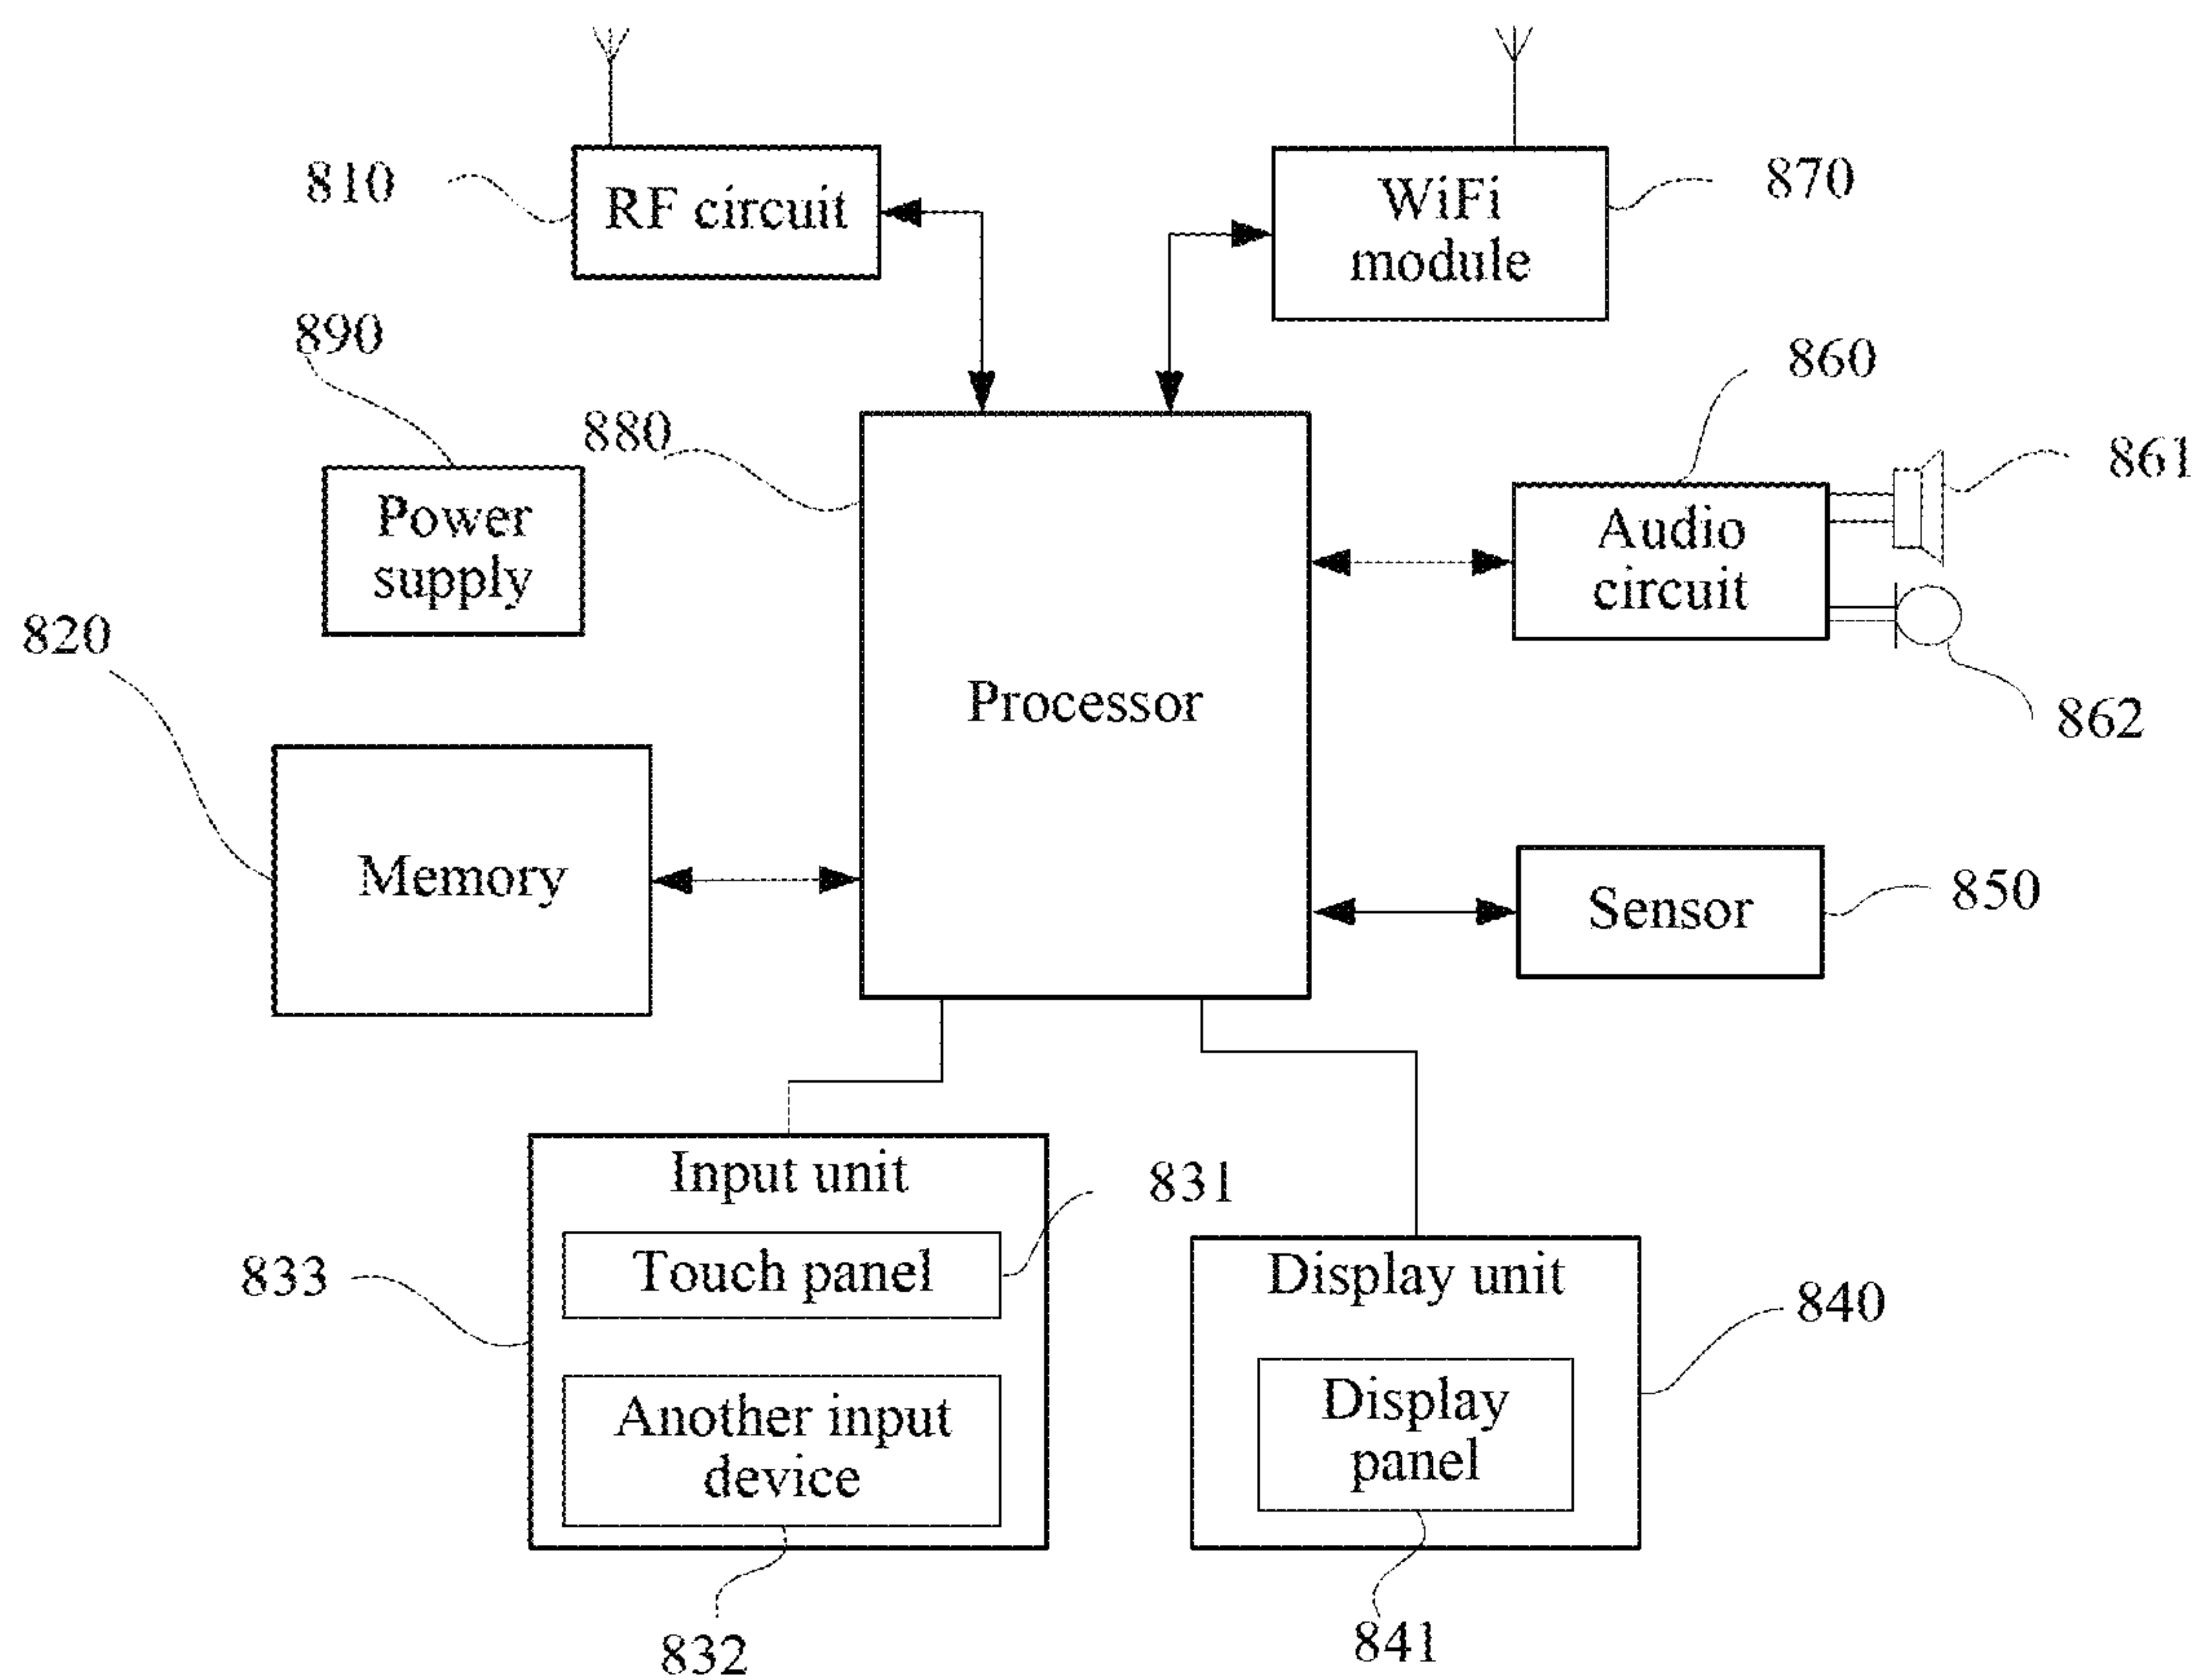 810
RF circuit
WiFi
module
870
890
880
860
861
Power
supply
Audio
circuit
820
Processor
862
Memory
Sensor
850
Input unit
831
833
Touch panel
Display unit
840
Another input
device
Display
panel
832
841